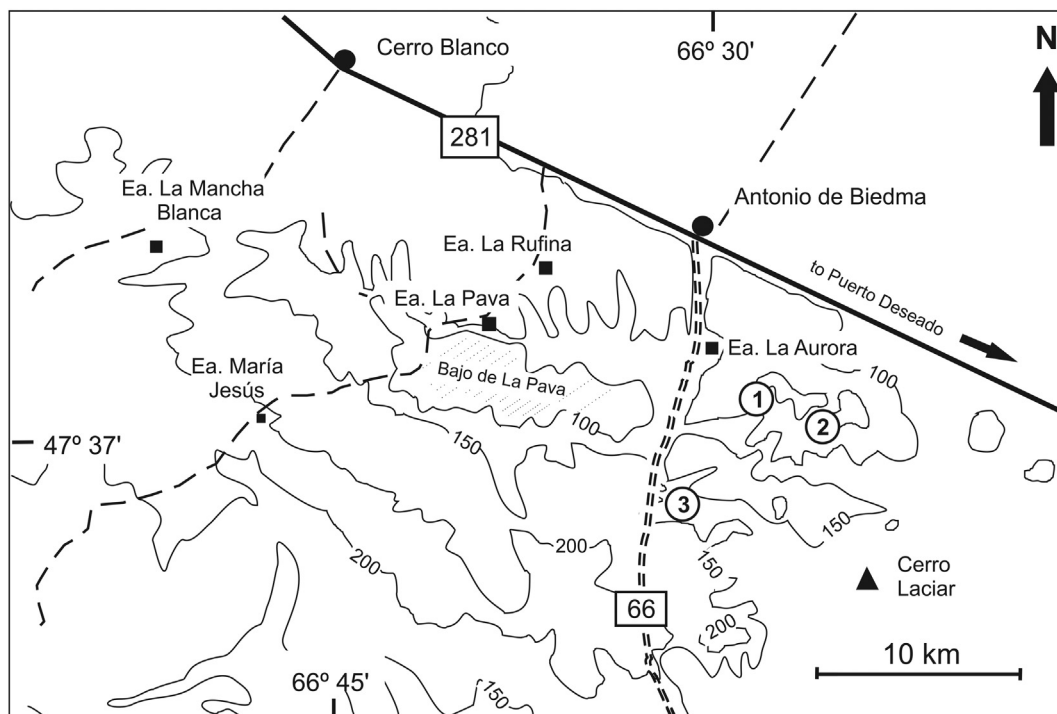 Cerro Blanco
66º 30'
N
281
Ea. La Mancha
Blanca
Antonio de Biedma
Ea. La Rufina
to Puerto Deseado
Ea. La Pava
Ea. La Aurora
Ea. María
Jesús
Bajo de La Pava
100
1
100
2
47º 37'
150
3
150
200
200
150
Cerro
Laciar
66
200
10 km
66º 45'
150